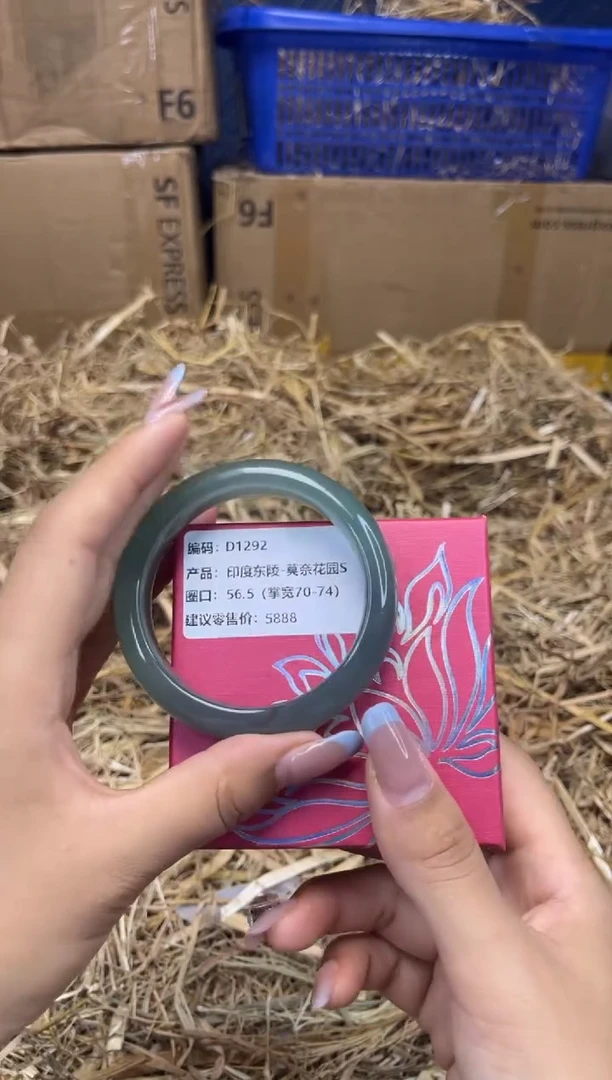 S
F6
SF EXPRESS
F6
编码：D1292
产品：印度东陵-莫奈花园S
圈口：56.5（掌宽70-74）
建议零售价：5888